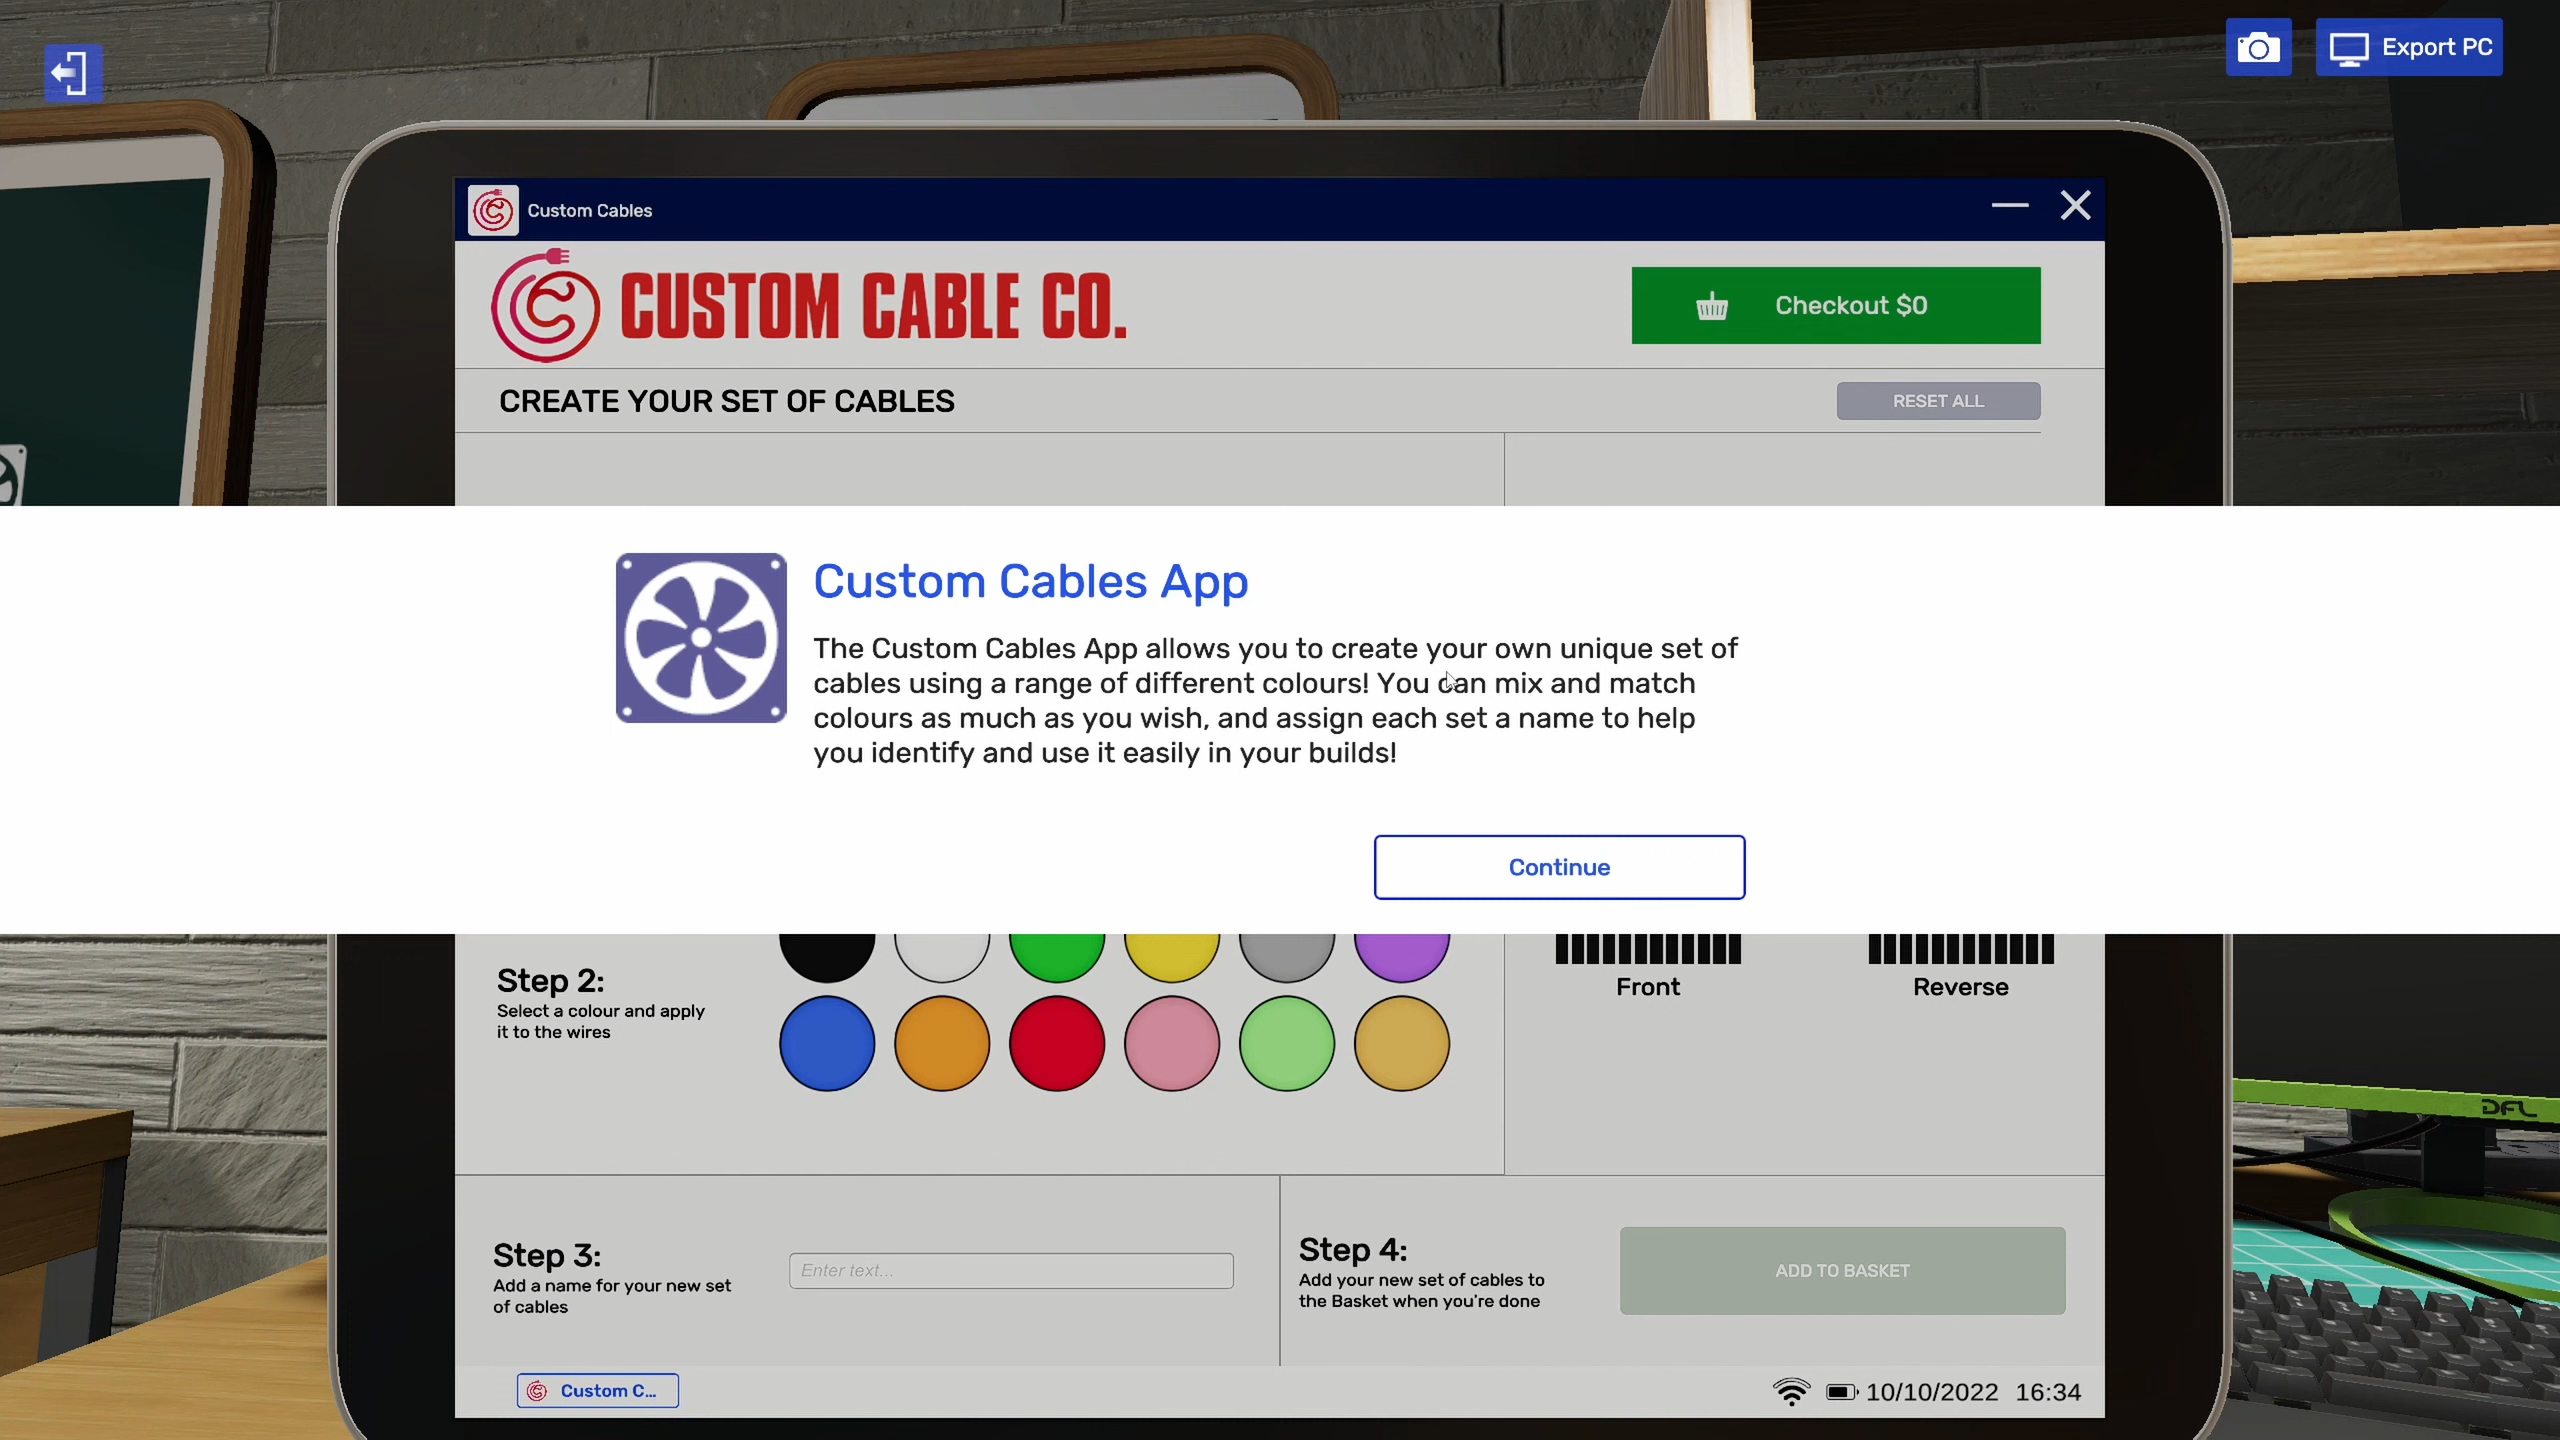 Export PC
Custom Cables
CUSTOM CABLE CO.
Checkout $0
CREATE YOUR SET OF CABLES
RESET ALL
Custom Cables App
The Custom Cables App allows you to create your own unique set of
cables using a range of different colours! You can mix and match
colours as much as you wish, and assign each set a name to help
you identify and use it easily in your builds!
Continue
Step 2:
Select a colour and apply
it to the wires
Front
Reverse
Step 3:
Add a name for your new set
of cables
Enter text...
Step 4:
Add your new set of cables to
the Basket when you're done
ADD TO BASKET
Custom C...
10/10/2022 16:34
DFL